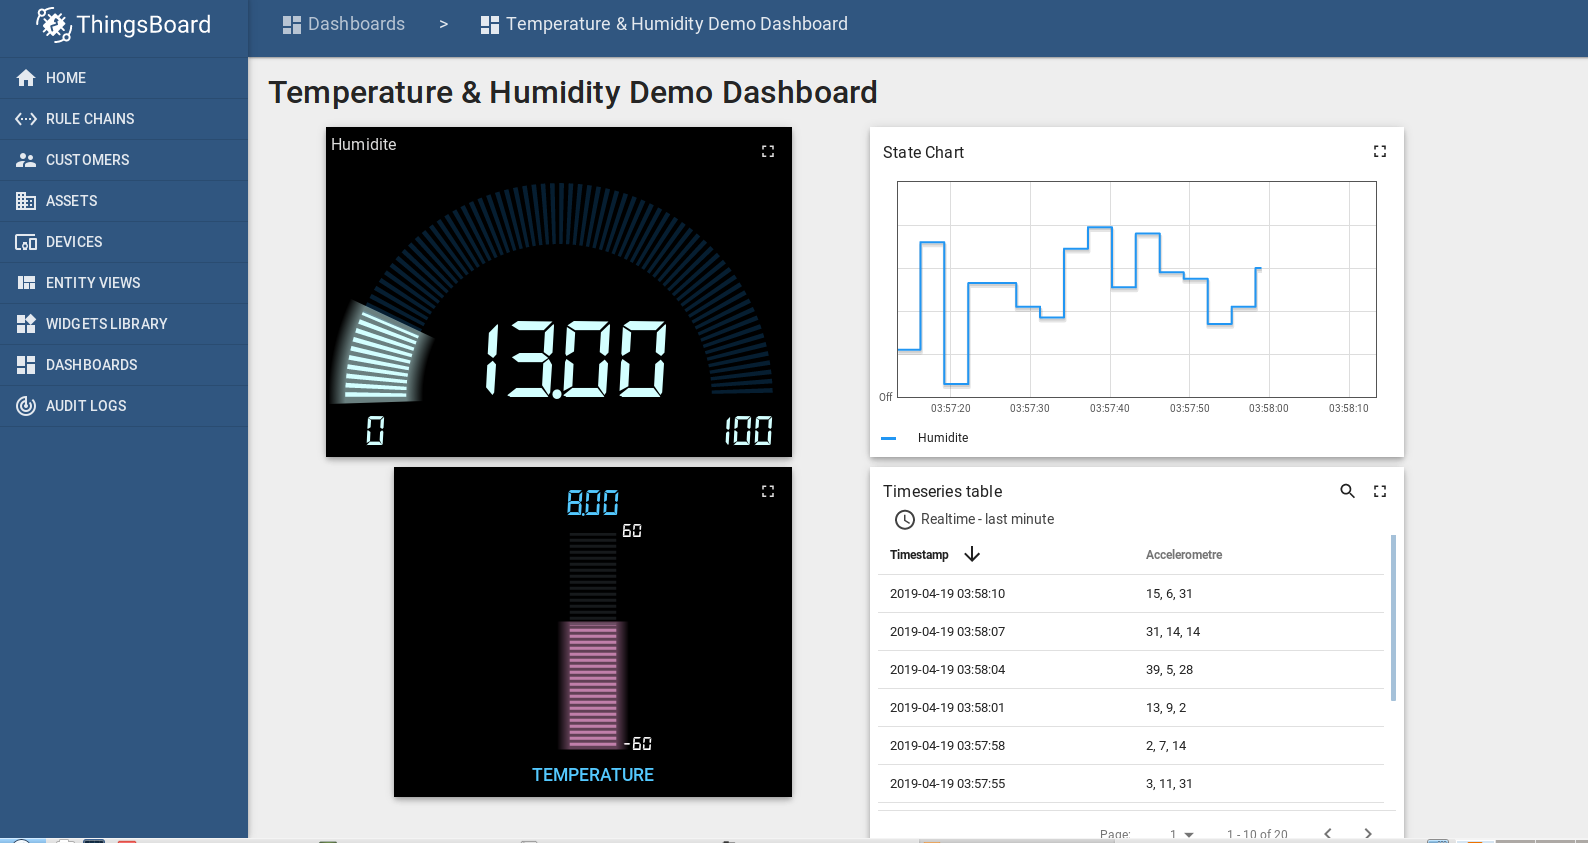 ThingsBoard
Dashboards > Temperature & Humidity Demo Dashboard
HOME
RULE CHAINS
CUSTOMERS
ASSETS
DEVICES
ENTITY VIEWS
WIDGETS LIBRARY
DASHBOARDS
AUDIT LOGS
Temperature & Humidity Demo Dashboard
Humidite
13.00
0 100
8.00
60
-60
TEMPERATURE
State Chart
Off
03:57:20 03:57:30 03:57:40 03:57:50 03:58:00 03:58:10
Humidite
Timeseries table
Realtime - last minute
Timestamp Accelerometre
2019-04-19 03:58:10 15, 6, 31
2019-04-19 03:58:07 31, 14, 14
2019-04-19 03:58:04 39, 5, 28
2019-04-19 03:58:01 13, 9, 2
2019-04-19 03:57:58 2, 7, 14
2019-04-19 03:57:55 3, 11, 31
Page: 1 1 - 10 of 20